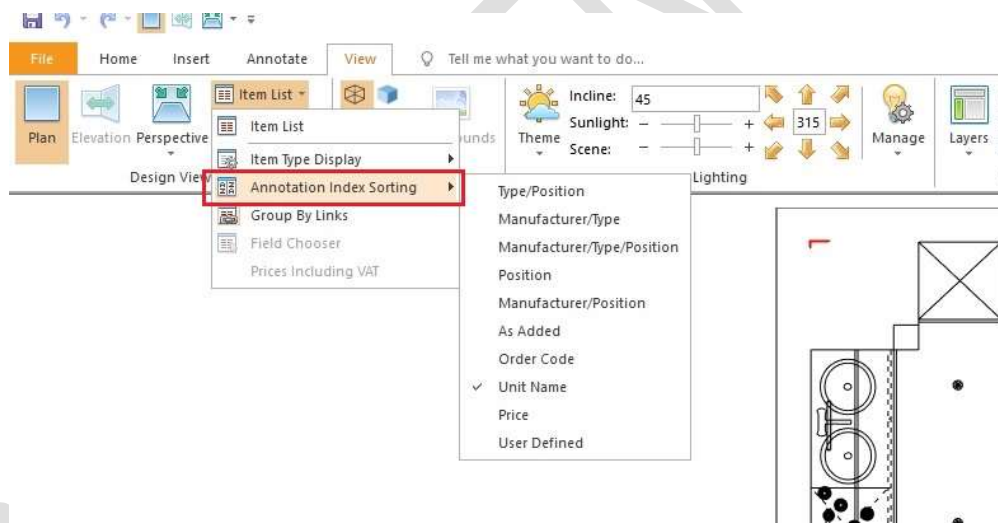 File Home Insert Annotate View Tell me what you want to do...
Item List
Incline: 45
Sunlight: - +
315
Scene: - +
Plan Elevation Perspective Theme Manage Layers
Design View Lighting
Item List
Item Type Display
Annotation Index Sorting
Group By Links
Field Chooser
Prices Including VAT
Type/Position
Manufacturer/Type
Manufacturer/Type/Position
Position
Manufacturer/Position
As Added
Order Code
Unit Name
Price
User Defined